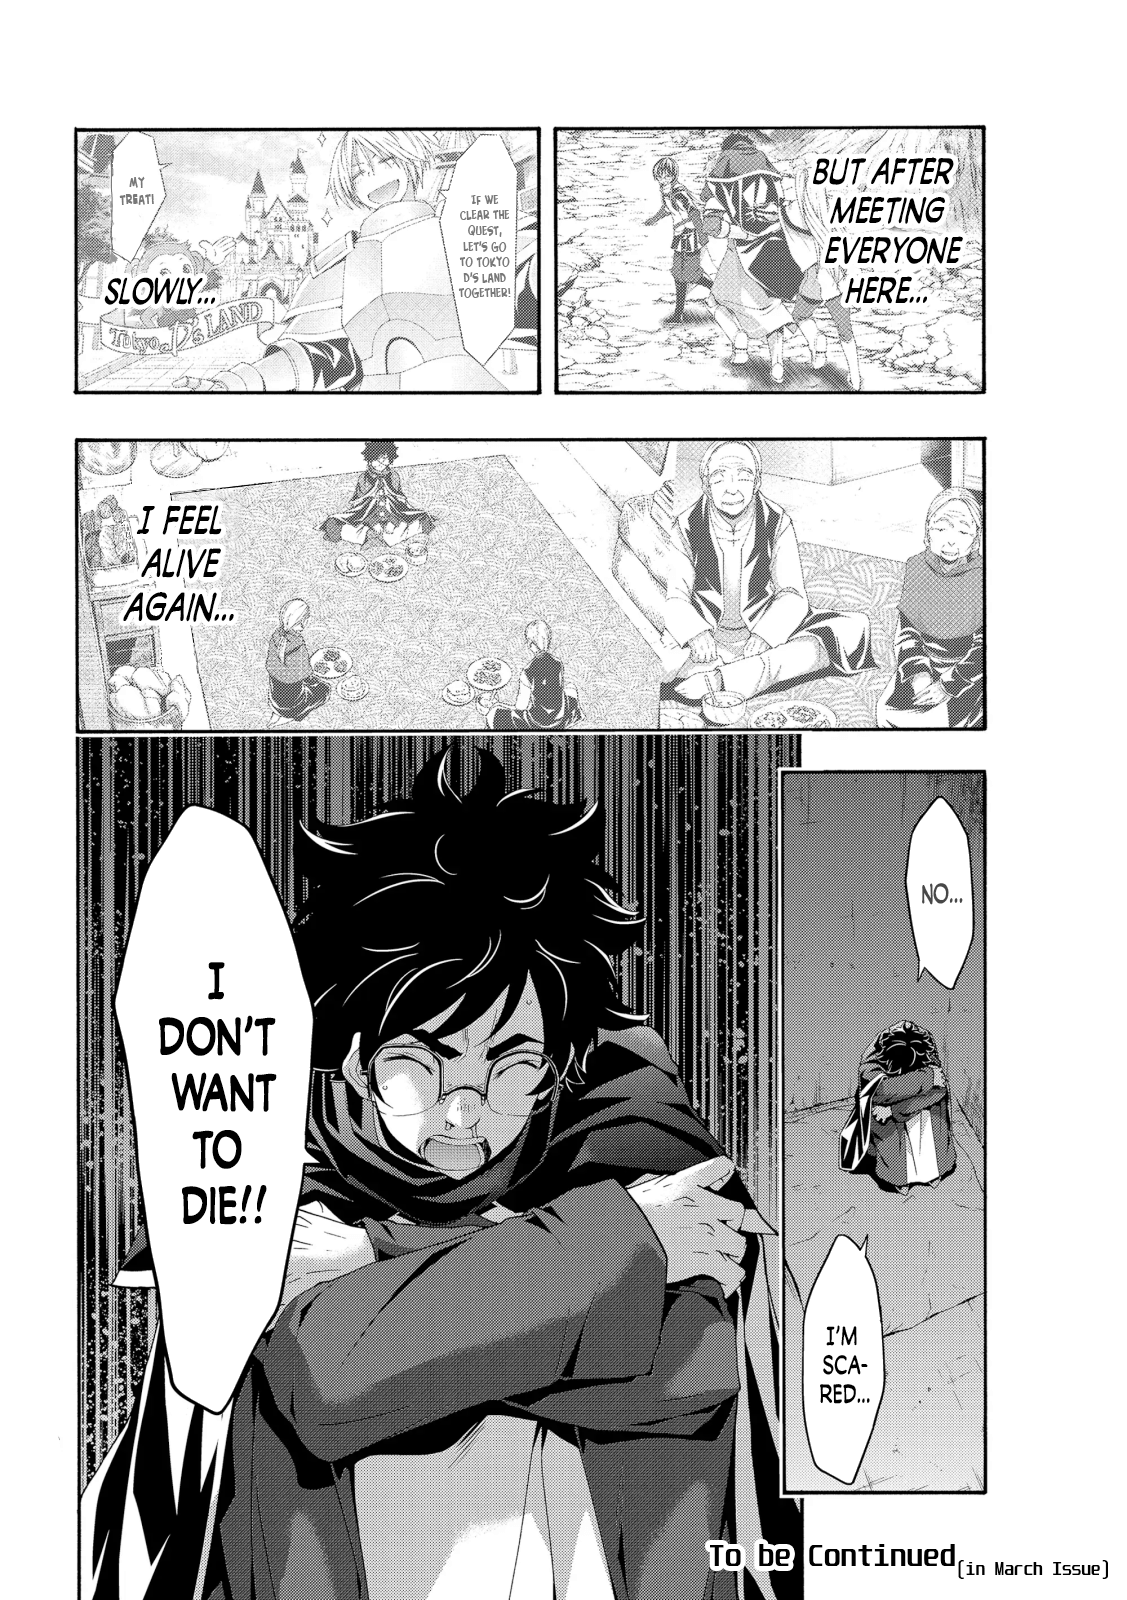 BUT AFTER
MEETING
EVERYONE
HERE...
IF WE
CLEAR THE
QUEST,
LET'S GO
TO TOKYO
D'S LAND
TOGETHER!
MY
TREAT!
SLOWLY...
Tokyo D's LAND
I FEEL
ALIVE
AGAIN...
NO...
I'M
SCA-
RED...
I
DON'T
WANT
TO
DIE!!
To be Continued (in March Issue)